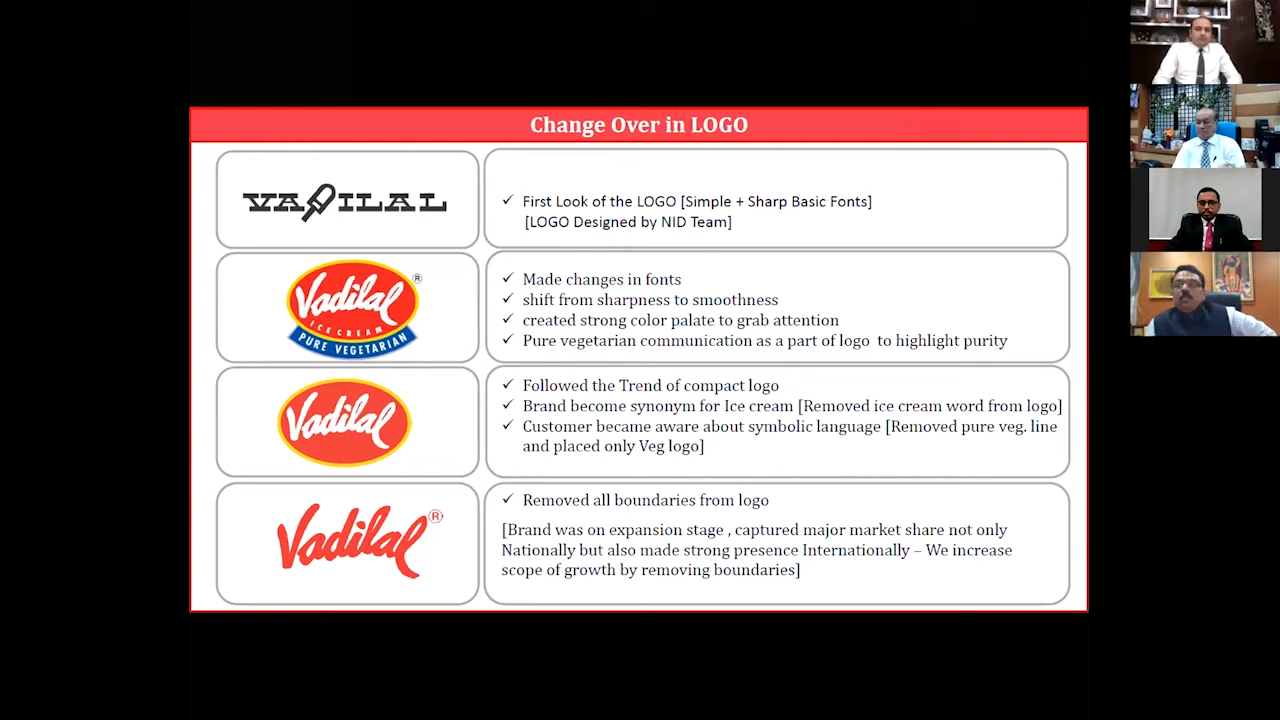 Change Over in LOGO
VADILAL
✓ First Look of the LOGO [Simple + Sharp Basic Fonts]
[LOGO Designed by NID Team]
Vadilal ®
ICE CREAM
PURE VEGETARIAN
✓ Made changes in fonts
✓ shift from sharpness to smoothness
✓ created strong color palate to grab attention
✓ Pure vegetarian communication as a part of logo to highlight purity
Vadilal
✓ Followed the Trend of compact logo
✓ Brand become synonym for Ice cream [Removed ice cream word from logo]
✓ Customer became aware about symbolic language [Removed pure veg. line
and placed only Veg logo]
Vadilal ®
✓ Removed all boundaries from logo
[Brand was on expansion stage , captured major market share not only
Nationally but also made strong presence Internationally – We increase
scope of growth by removing boundaries]